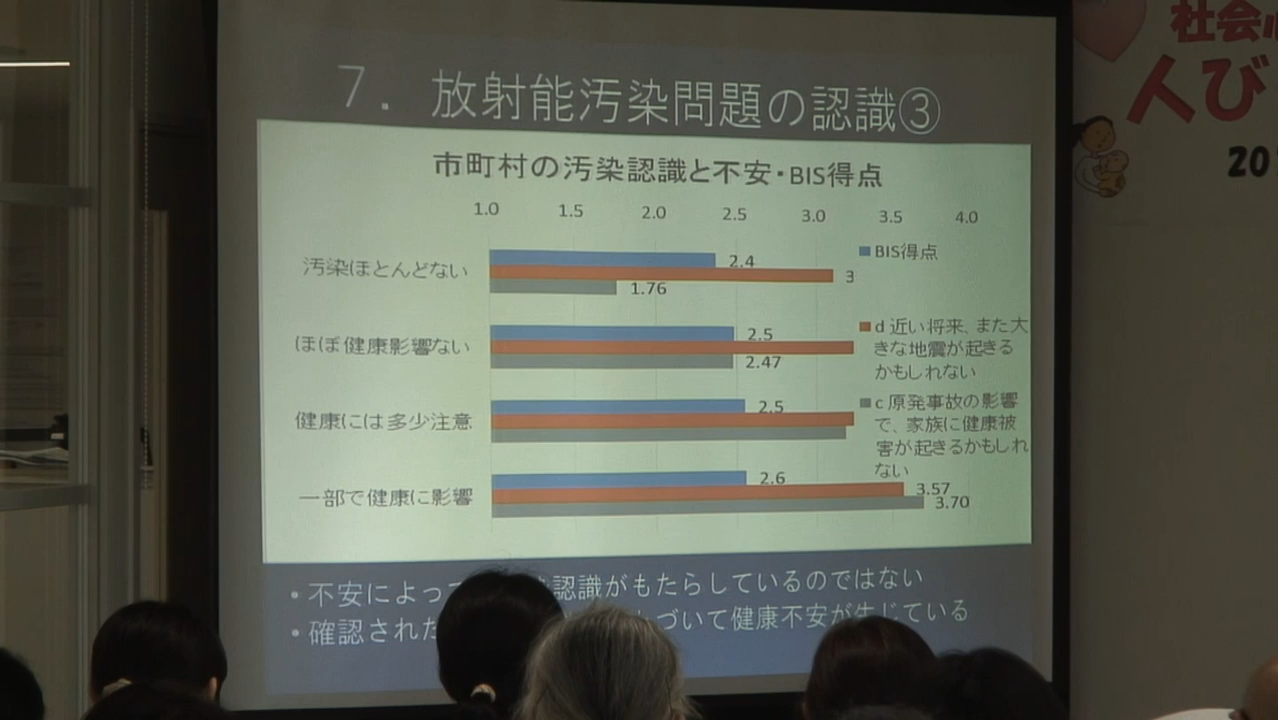 7. 放射能汚染問題の認識③
市町村の汚染認識と不安・BIS得点
1.0 1.5 2.0 2.5 3.0 3.5 4.0
汚染ほとんどない
2.4
3
1.76
ほぼ健康影響ない
2.5
2.47
健康には多少注意
2.5
一部で健康に影響
2.6
3.57
3.70
BIS得点
d 近い将来、また大
きな地震が起きる
かもしれない
c 原発事故の影響
で、家族に健康被
害が起きるかもしれ
ない
・不安によっ 認識がもたらしているのではない
・確認された づいて健康不安が生じている
社会
人び
20